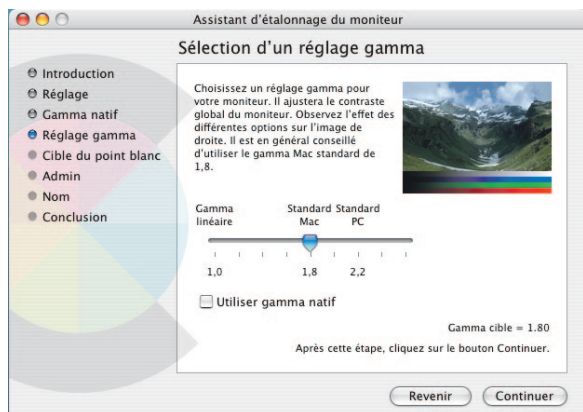 Assistant d'étalonnage du moniteur
Sélection d'un réglage gamma
Introduction
Réglage
Gamma natif
Réglage gamma
Cible du point blanc
Admin
Nom
Conclusion
Choisissez un réglage gamma pour
votre moniteur. Il ajustera le contraste
global du moniteur. Observez l'effet des
différentes options sur l'image de
droite. Il est en général conseillé
d'utiliser le gamma Mac standard de
1,8.
Gamma linéaire
Standard Mac
Standard PC
1,0 1,8 2,2
Utiliser gamma natif
Gamma cible = 1.80
Après cette étape, cliquez sur le bouton Continuer.
Revenir Continuer